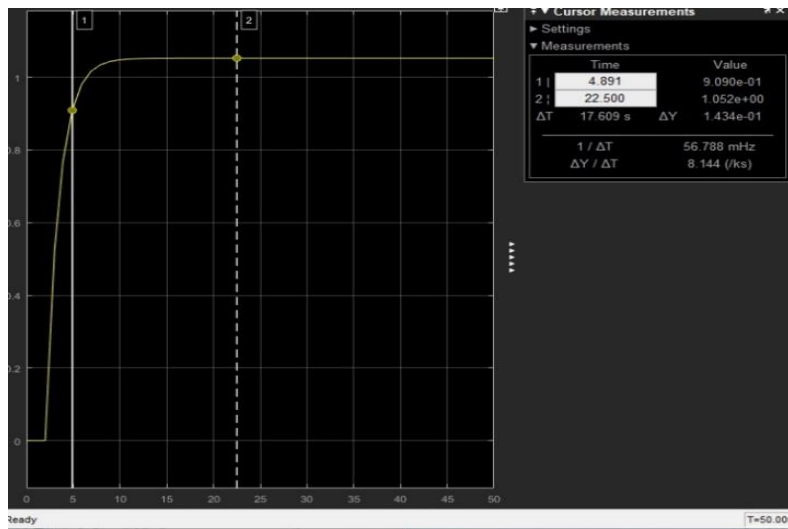 Cursor Measurements
Settings
Measurements
Time Value
1 | 4.891 9.090e-01
2 ¦ 22.500 1.052e+00
ΔT 17.609 s ΔY 1.434e-01
1 / ΔT 56.788 mHz
ΔY / ΔT 8.144 (/ks)
1
2
1
0.8
0.6
0.4
0.2
0
0 5 10 15 20 25 30 35 40 45 50
Ready
T=50.00